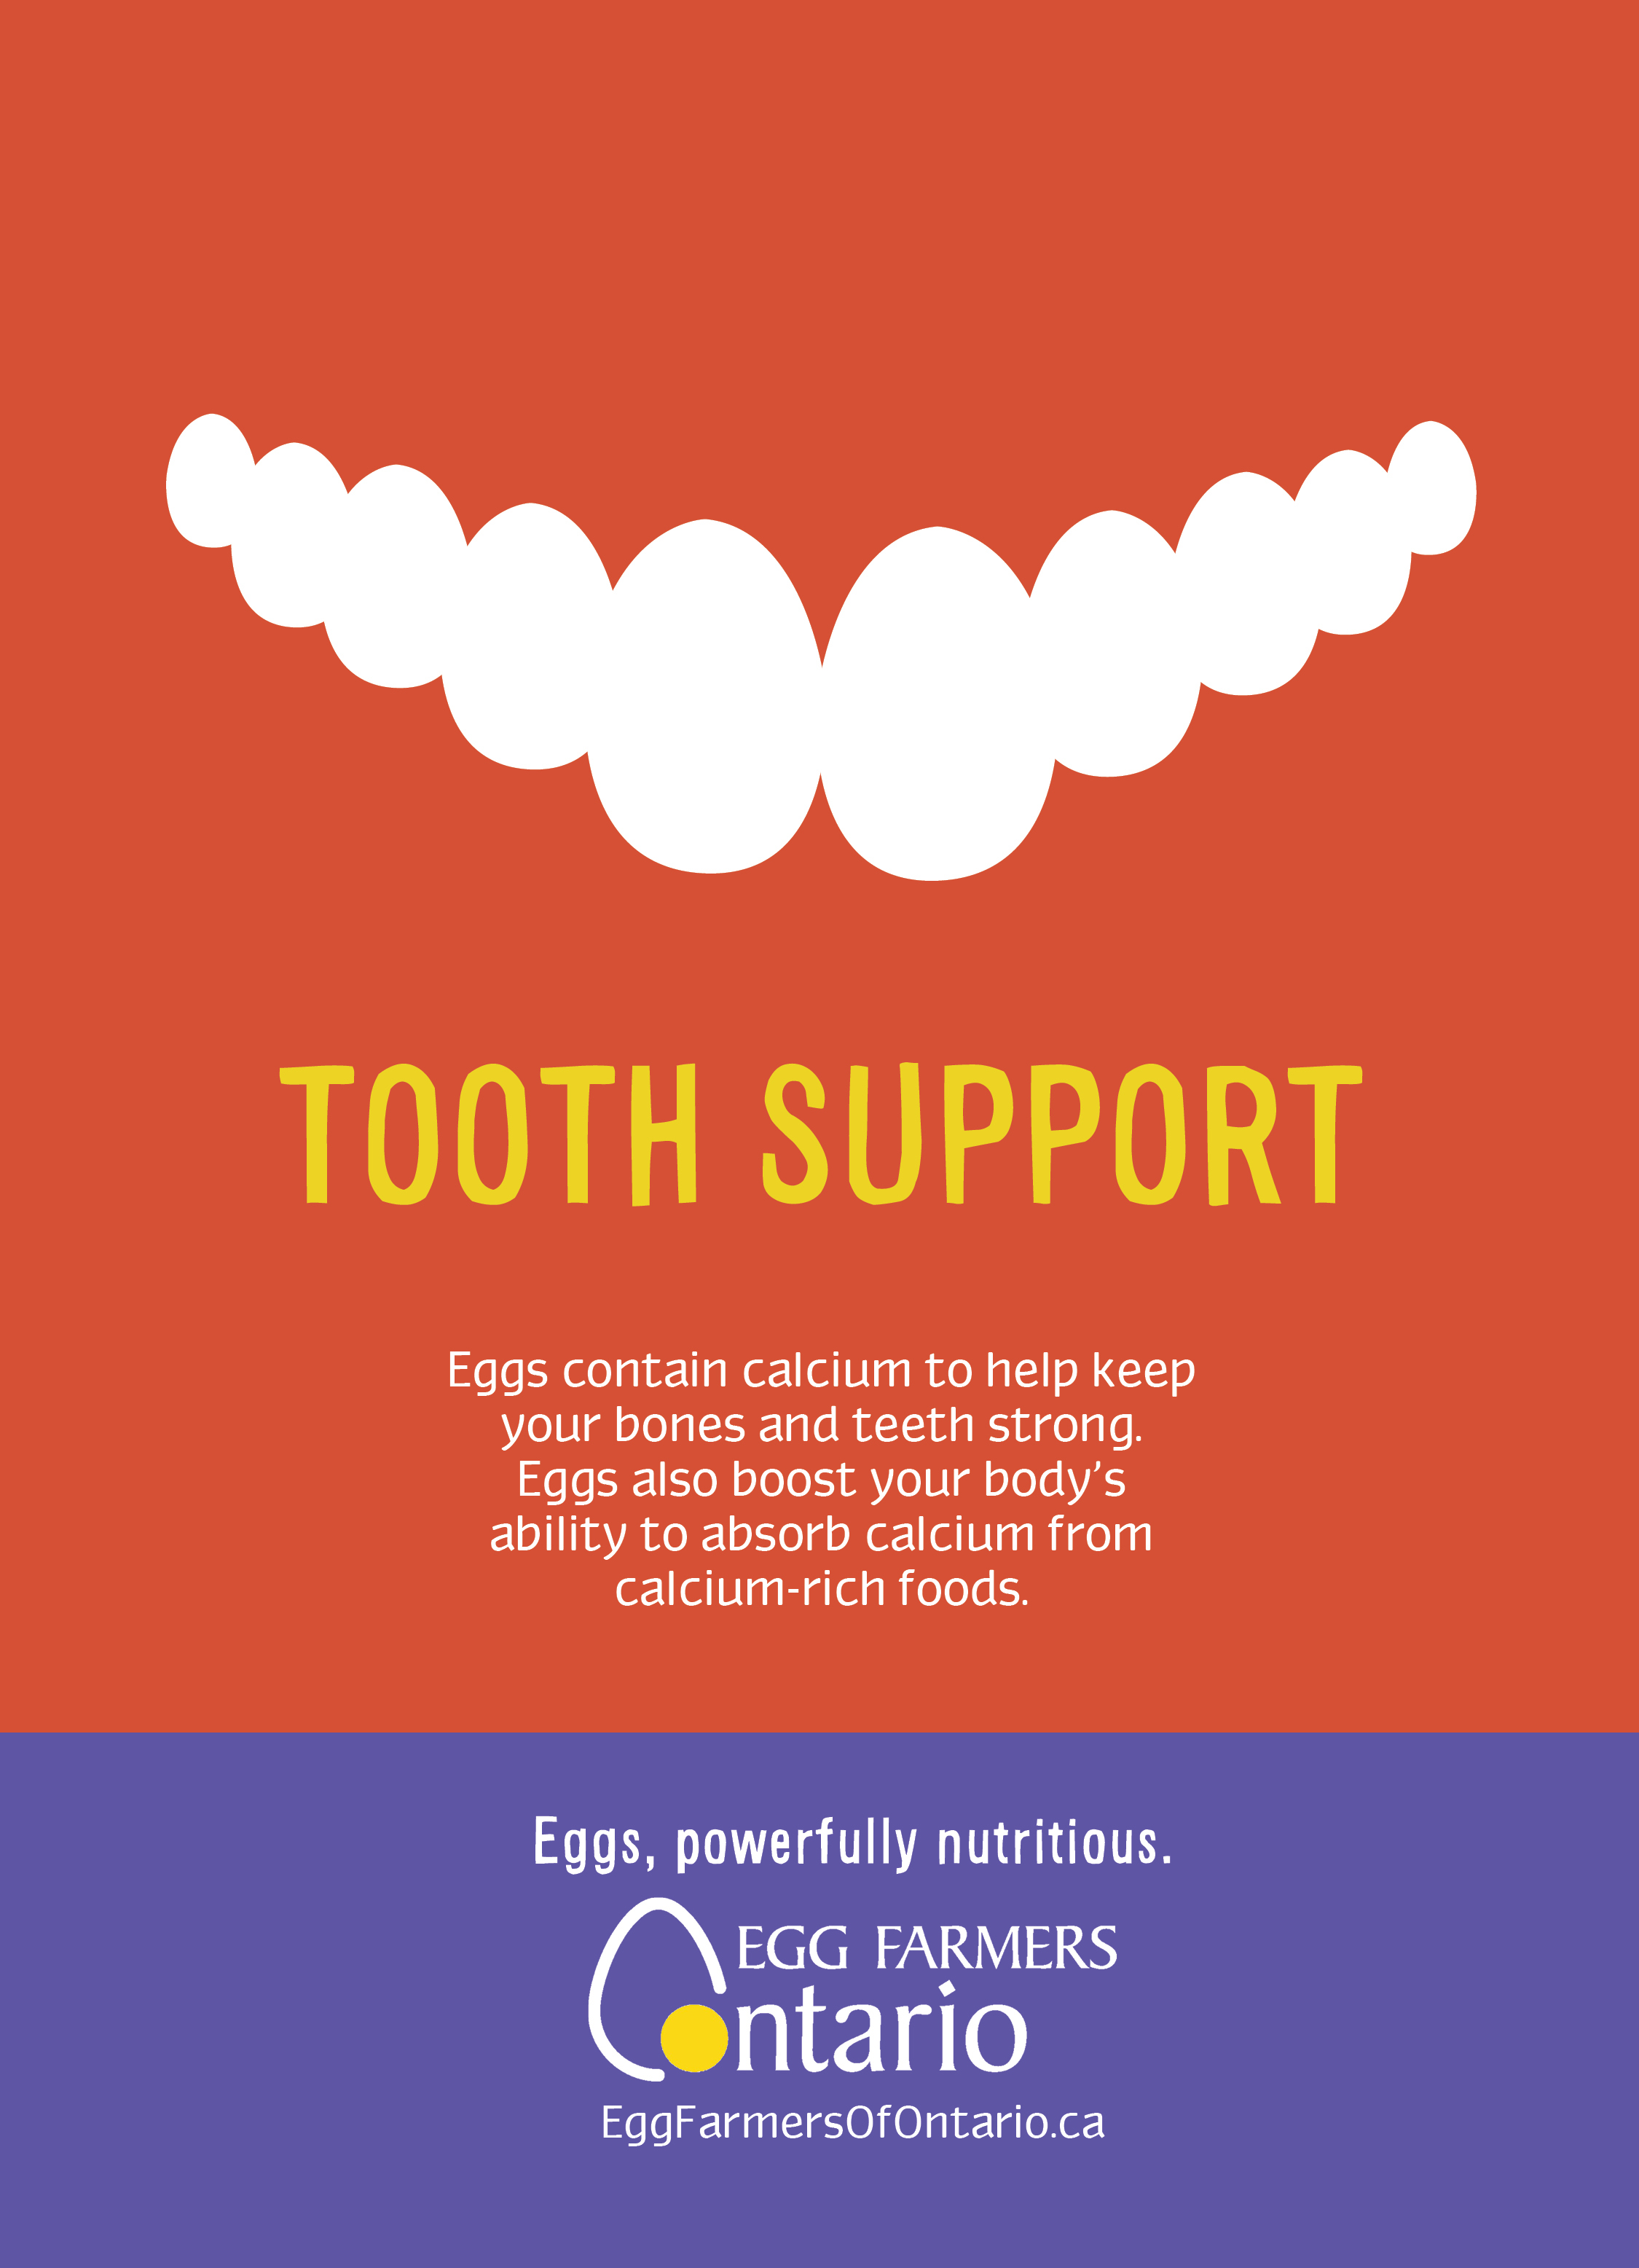 TOOTH SUPPORT
Eggs contain calcium to help keep
your bones and teeth strong.
Eggs also boost your body’s
ability to absorb calcium from
calcium-rich foods.
Eggs, powerfully nutritious.
EGG FARMERS
Ontario
EggFarmersOfOntario.ca